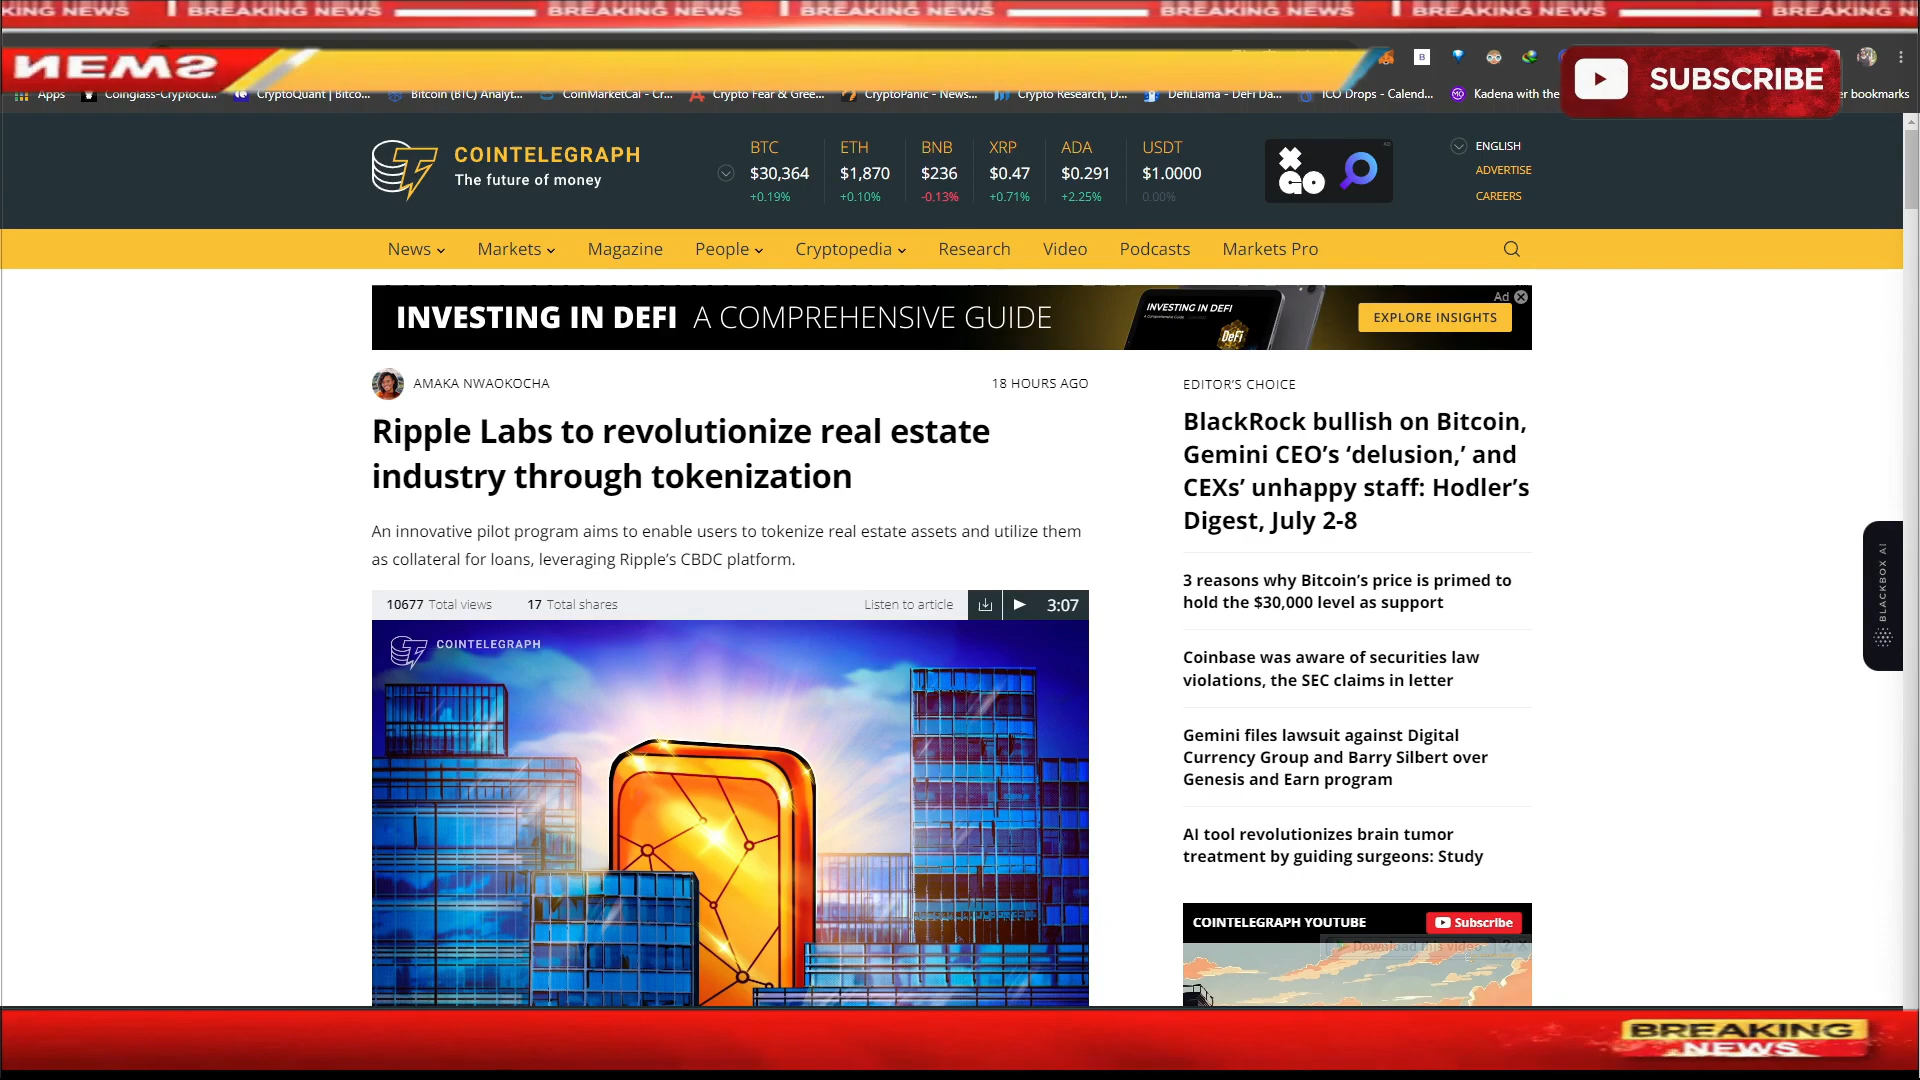 KING NEWS BREAKING NEWS BREAKING NEWS BREAKING NEWS BREAKING NEWS BREAKING NEWS BREAKING N
NEWS
SUBSCRIBE
Apps Coinglass-Cryptocu... CryptoQuant | Bitco... Bitcoin (BTC) Analyt... CoinMarketCal - Cr... Crypto Fear & Gree... CryptoPanic - News... Crypto Research, D... DefiLlama - DeFi Da... ICO Drops - Calend... Kadena with the er bookmarks
COINTELEGRAPH
The future of money
BTC ETH BNB XRP ADA USDT
$30,364 $1,870 $236 $0.47 $0.291 $1.0000
+0.19% +0.10% -0.13% +0.71% +2.25% 0.00%
X
GO
AD
ENGLISH
ADVERTISE
CAREERS
News Markets Magazine People Cryptopedia Research Video Podcasts Markets Pro
INVESTING IN DEFI A COMPREHENSIVE GUIDE
INVESTING IN DEFI
DeFi
Ad
EXPLORE INSIGHTS
AMAKA NWAOKOCHA
18 HOURS AGO
Ripple Labs to revolutionize real estate
industry through tokenization
An innovative pilot program aims to enable users to tokenize real estate assets and utilize them
as collateral for loans, leveraging Ripple's CBDC platform.
10677 Total views 17 Total shares Listen to article 3:07
COINTELEGRAPH
EDITOR'S CHOICE
BlackRock bullish on Bitcoin,
Gemini CEO's ‘delusion,’ and
CEXs’ unhappy staff: Hodler’s
Digest, July 2-8
3 reasons why Bitcoin’s price is primed to
hold the $30,000 level as support
Coinbase was aware of securities law
violations, the SEC claims in letter
Gemini files lawsuit against Digital
Currency Group and Barry Silbert over
Genesis and Earn program
AI tool revolutionizes brain tumor
treatment by guiding surgeons: Study
COINTELEGRAPH YOUTUBE
Subscribe
Download this video
BLACKBOX AI
BREAKING
NEWS